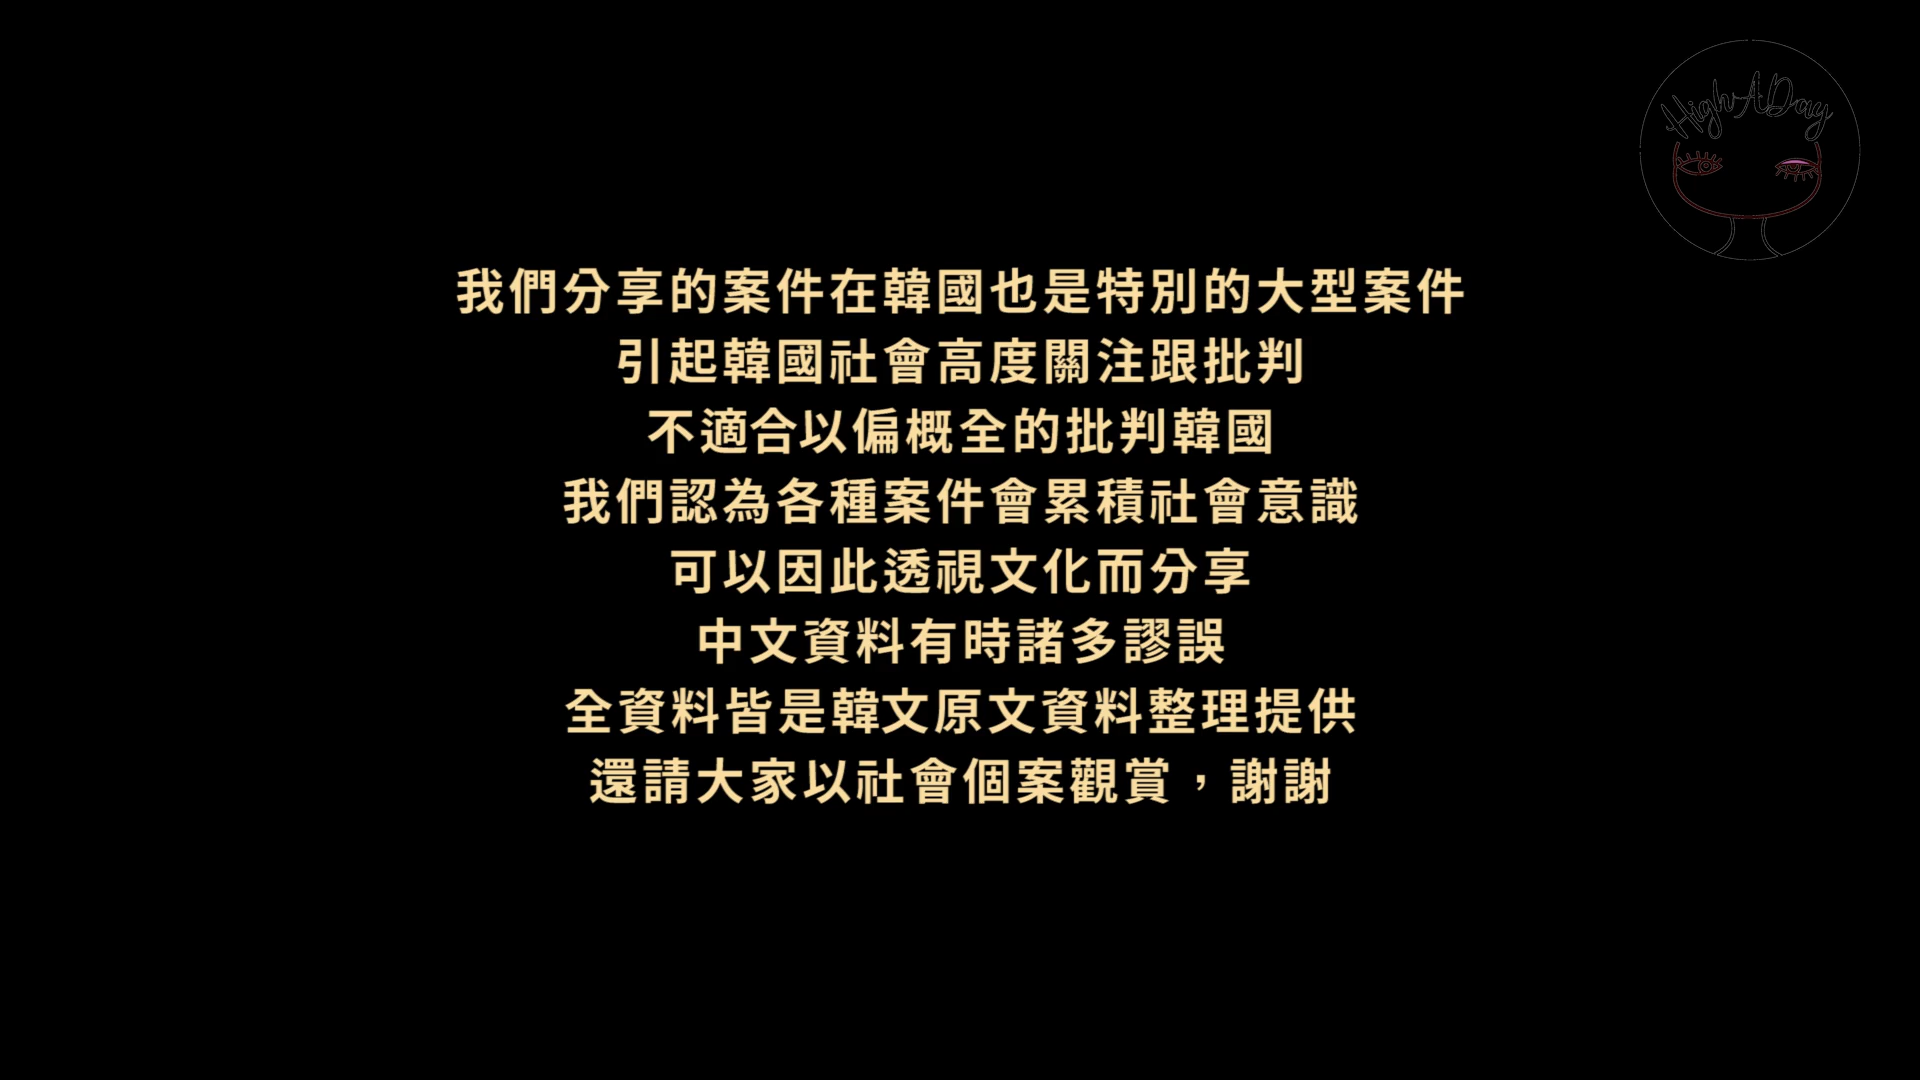 HighADay
我們分享的案件在韓國也是特別的大型案件
引起韓國社會高度關注跟批判
不適合以偏概全的批判韓國
我們認為各種案件會累積社會意識
可以因此透視文化而分享
中文資料有時諸多謬誤
全資料皆是韓文原文資料整理提供
還請大家以社會個案觀賞，謝謝